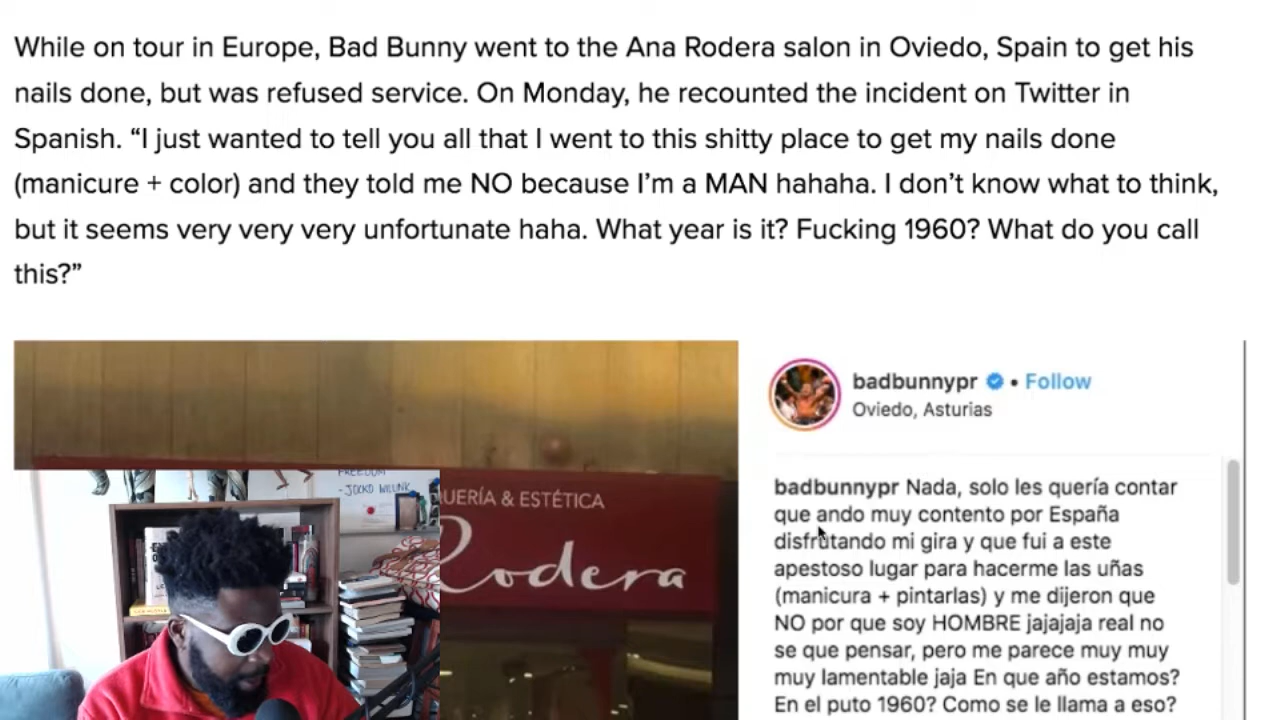 While on tour in Europe, Bad Bunny went to the Ana Rodera salon in Oviedo, Spain to get his
nails done, but was refused service. On Monday, he recounted the incident on Twitter in
Spanish. “I just wanted to tell you all that I went to this shitty place to get my nails done
(manicure + color) and they told me NO because I’m a MAN hahaha. I don’t know what to think,
but it seems very very very unfortunate haha. What year is it? Fucking 1960? What do you call
this?”
FREEDOM
- JOCKO WILLINK
UERÍA & ESTÉTICA
Rodera
badbunnypr • Follow
Oviedo, Asturias
badbunnypr Nada, solo les quería contar
que ando muy contento por España
disfrutando mi gira y que fui a este
apestoso lugar para hacerme las uñas
(manicura + pintarlas) y me dijeron que
NO por que soy HOMBRE jajajaja real no
se que pensar, pero me parece muy muy
muy lamentable jaja En que año estamos?
En el puto 1960? Como se le llama a eso?